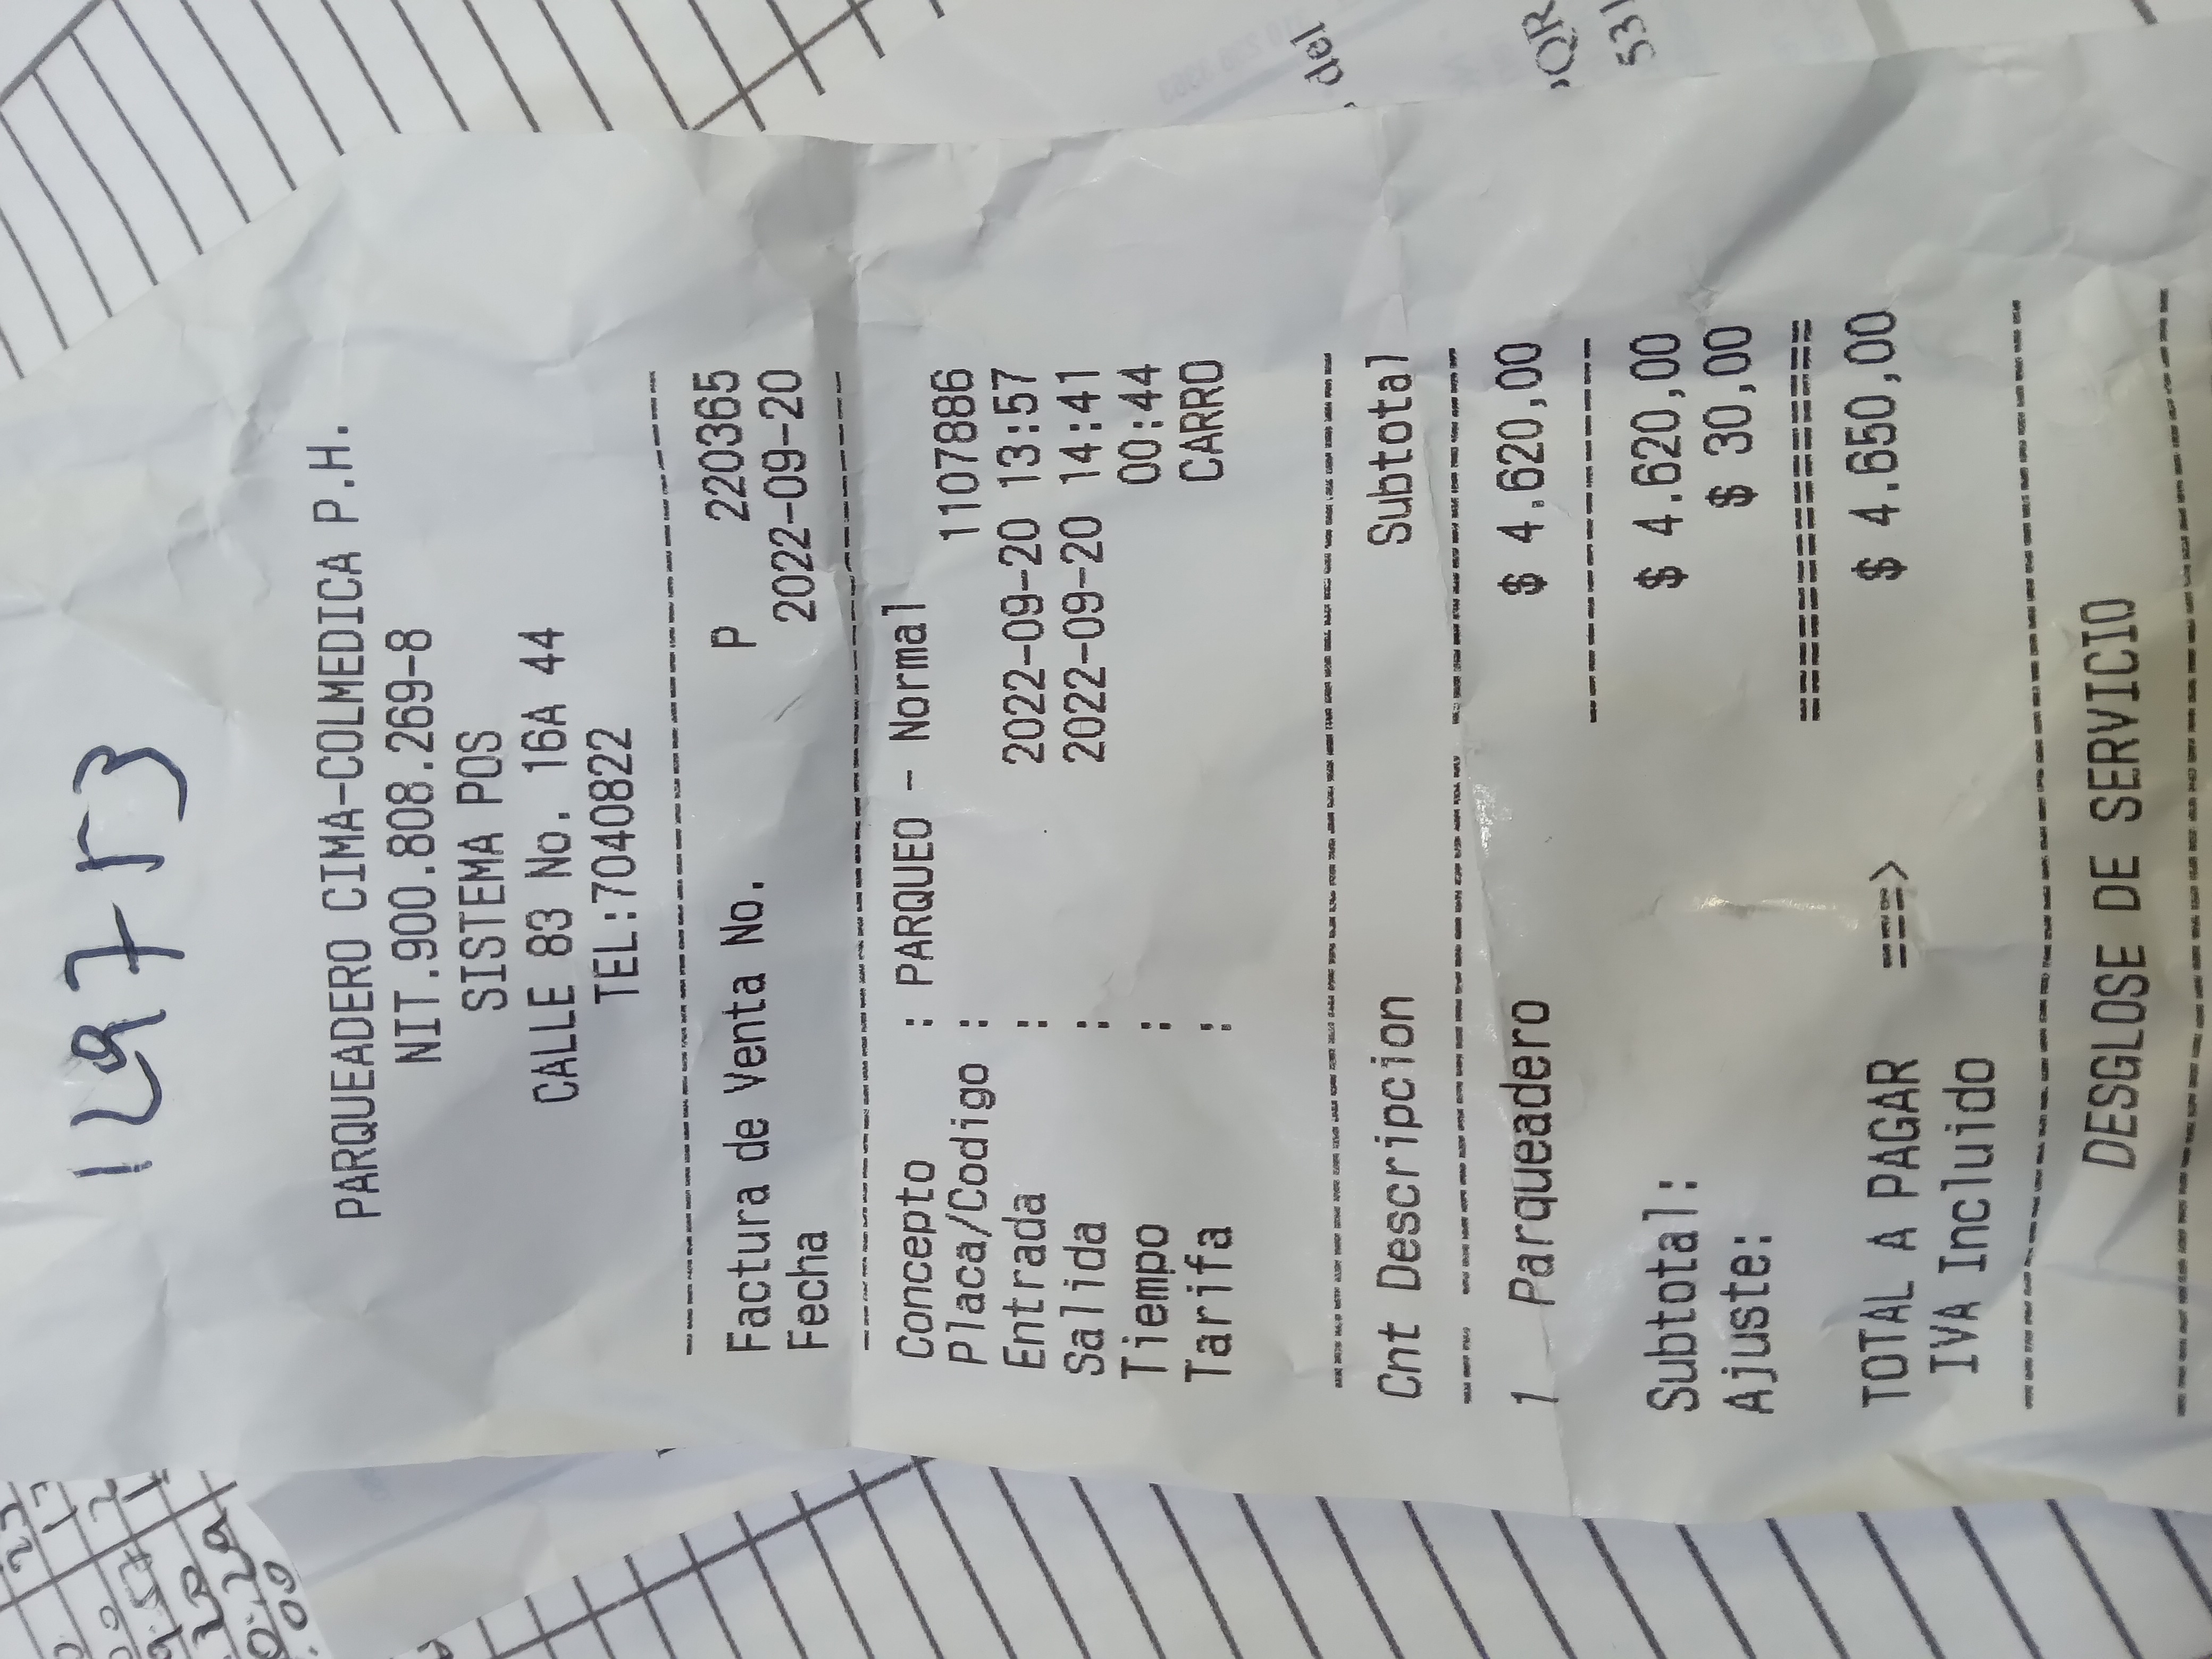 PARQUEADERO CIMA-COLMEDICA P.H.
NIT.900.808.269-8
SISTEMA POS
CALLE 83 No. 16A 44
TEL:7040822
Factura de Venta No. P 220365
Fecha 2022-09-20
Concepto : PARQUEO - Normal
Placa/Codigo : 1107886
Entrada : 2022-09-20 13:57
Salida : 2022-09-20 14:41
Tiempo : 00:44
Tarifa : CARRO
Cnt Descripcion Subtotal
1 Parqueadero $ 4.620,00
Subtotal: $ 4.620,00
Ajuste: $ 30,00
TOTAL A PAGAR ===> $ 4.650,00
IVA Incluido
DESGLOSE DE SERVICIO
del
531